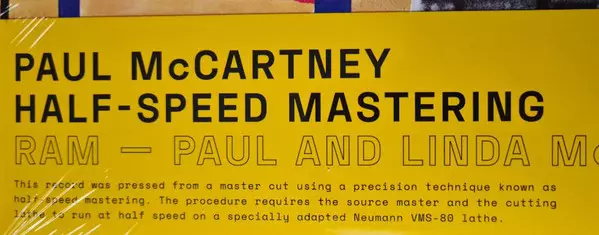 PAUL McCARTNEY
HALF-SPEED MASTERING
RAM — PAUL AND LINDA Mc
This record was pressed from a master cut using a precision technique known as
half speed mastering. The procedure requires the source master and the cutting
lathe to run at half speed on a specially adapted Neumann VMS-80 lathe.